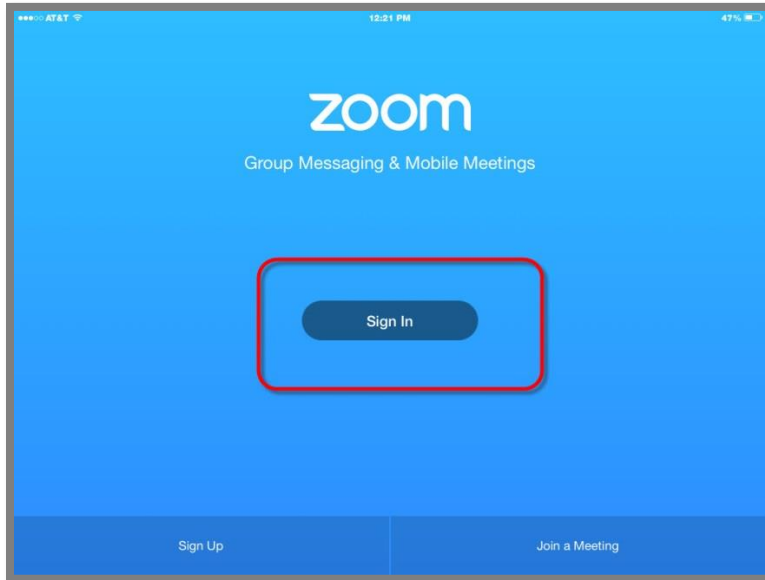 AT&T 12:21 PM 47%
zoom
Group Messaging & Mobile Meetings
Sign In
Sign Up Join a Meeting